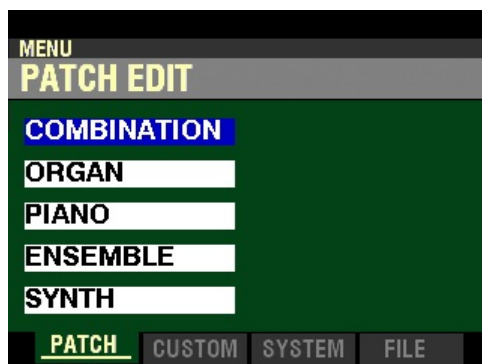 MENU
PATCH EDIT
COMBINATION
ORGAN
PIANO
ENSEMBLE
SYNTH
PATCH CUSTOM SYSTEM FILE